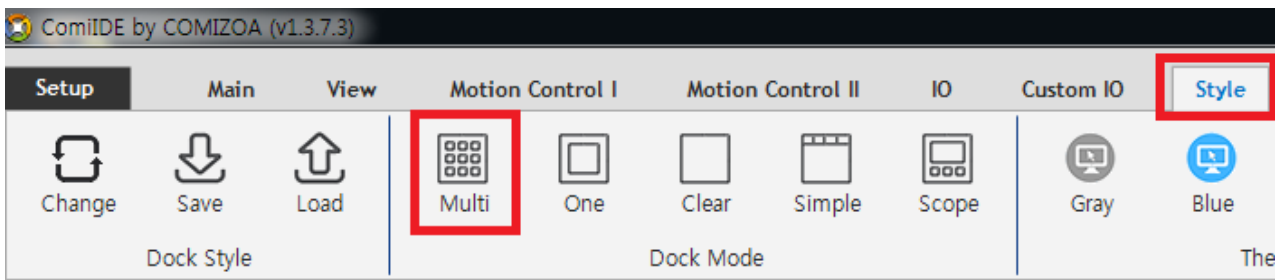 ComiIDE by COMIZOA (v1.3.7.3)
Setup Main View Motion Control I Motion Control II IO Custom IO Style
Change Save Load Multi One Clear Simple Scope Gray Blue
Dock Style Dock Mode The